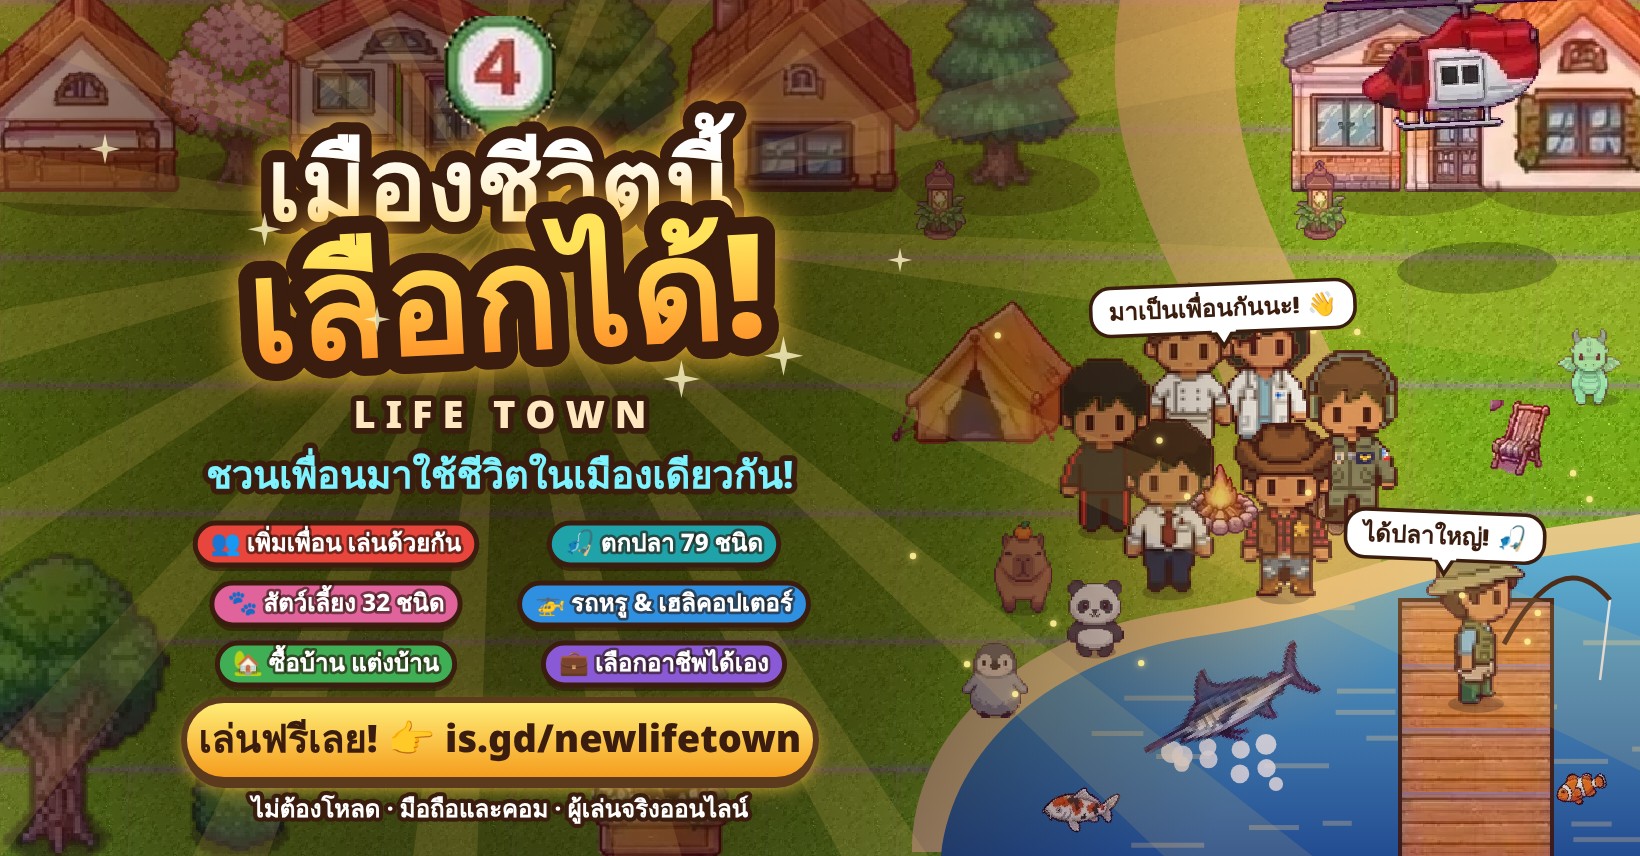 4
เมืองชีวิตนี้
เลือกได้!
LIFE TOWN
ชวนเพื่อนมาใช้ชีวิตในเมืองเดียวกัน!
👥 เพิ่มเพื่อน เล่นด้วยกัน
🎣 ตกปลา 79 ชนิด
🐾 สัตว์เลี้ยง 32 ชนิด
🚁 รถหรู & เฮลิคอปเตอร์
🏡 ซื้อบ้าน แต่งบ้าน
💼 เลือกอาชีพได้เอง
เล่นฟรีเลย! 👉 is.gd/newlifetown
ไม่ต้องโหลด · มือถือและคอม · ผู้เล่นจริงออนไลน์
มาเป็นเพื่อนกันนะ! 👋
ได้ปลาใหญ่! 🎣